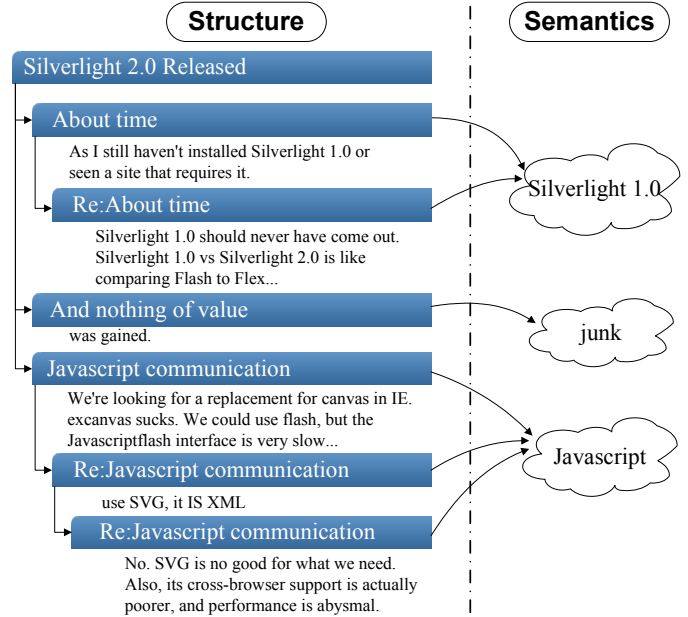 Structure
Semantics
Silverlight 2.0 Released
About time
As I still haven't installed Silverlight 1.0 or
seen a site that requires it.
Silverlight 1.0
Re:About time
Silverlight 1.0 should never have come out.
Silverlight 1.0 vs Silverlight 2.0 is like
comparing Flash to Flex...
And nothing of value
was gained.
junk
Javascript communication
We're looking for a replacement for canvas in IE.
excanvas sucks. We could use flash, but the
Javascriptflash interface is very slow...
Javascript
Re:Javascript communication
use SVG, it IS XML
Re:Javascript communication
No. SVG is no good for what we need.
Also, its cross-browser support is actually
poorer, and performance is abysmal.